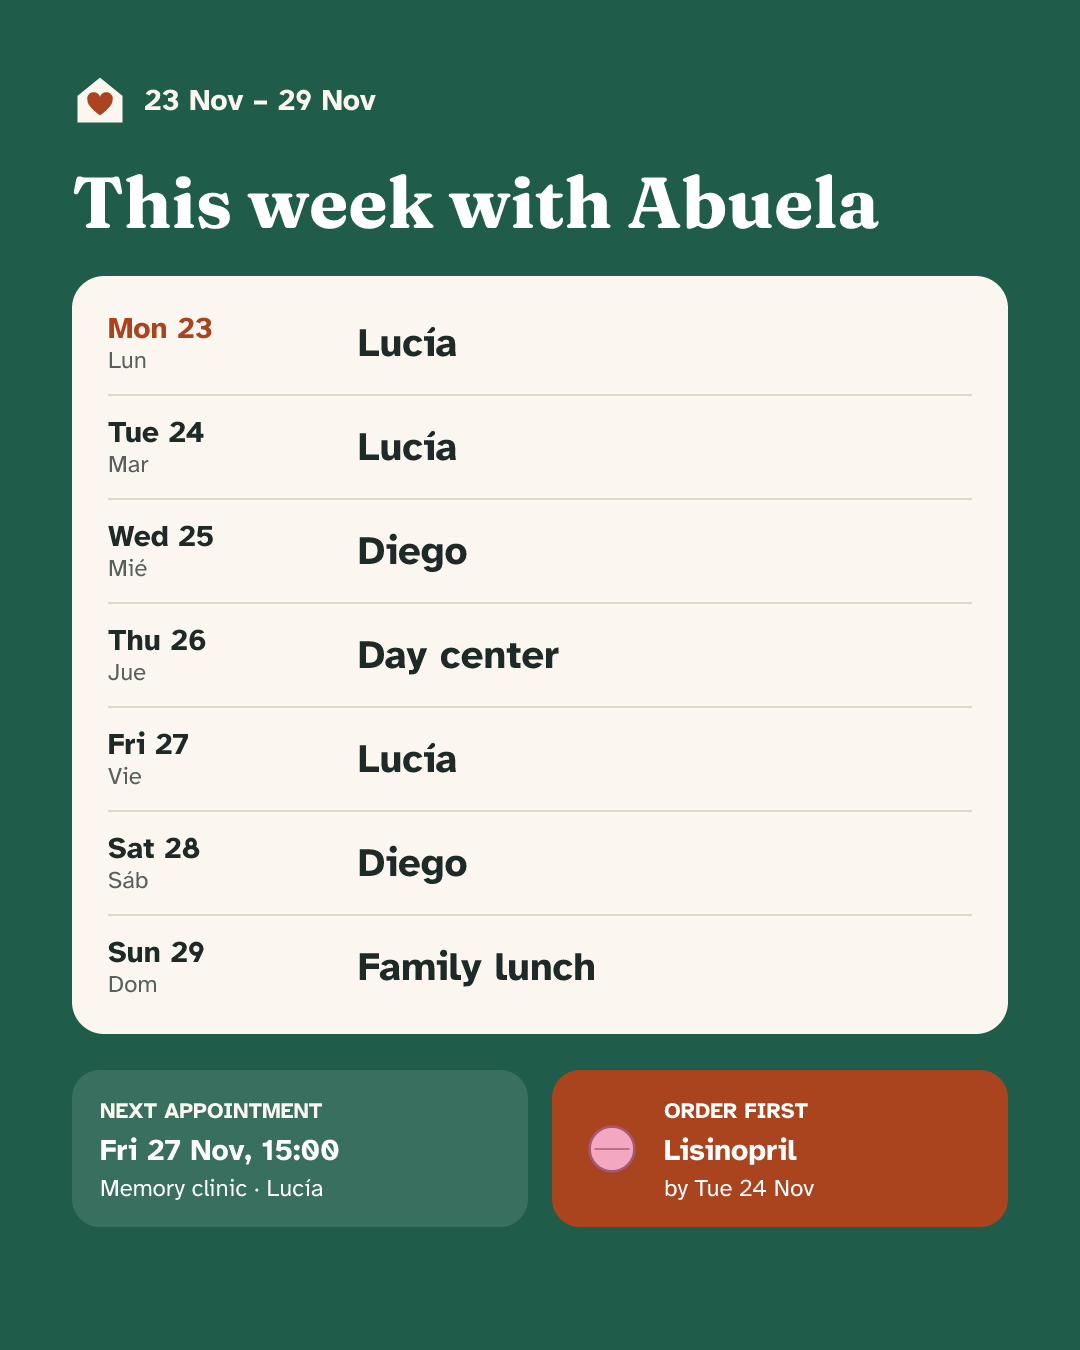 23 Nov – 29 Nov
This week with Abuela
Mon 23
Lun
Lucía
Tue 24
Mar
Lucía
Wed 25
Mié
Diego
Thu 26
Jue
Day center
Fri 27
Vie
Lucía
Sat 28
Sáb
Diego
Sun 29
Dom
Family lunch
NEXT APPOINTMENT
Fri 27 Nov, 15:00
Memory clinic · Lucía
ORDER FIRST
Lisinopril
by Tue 24 Nov